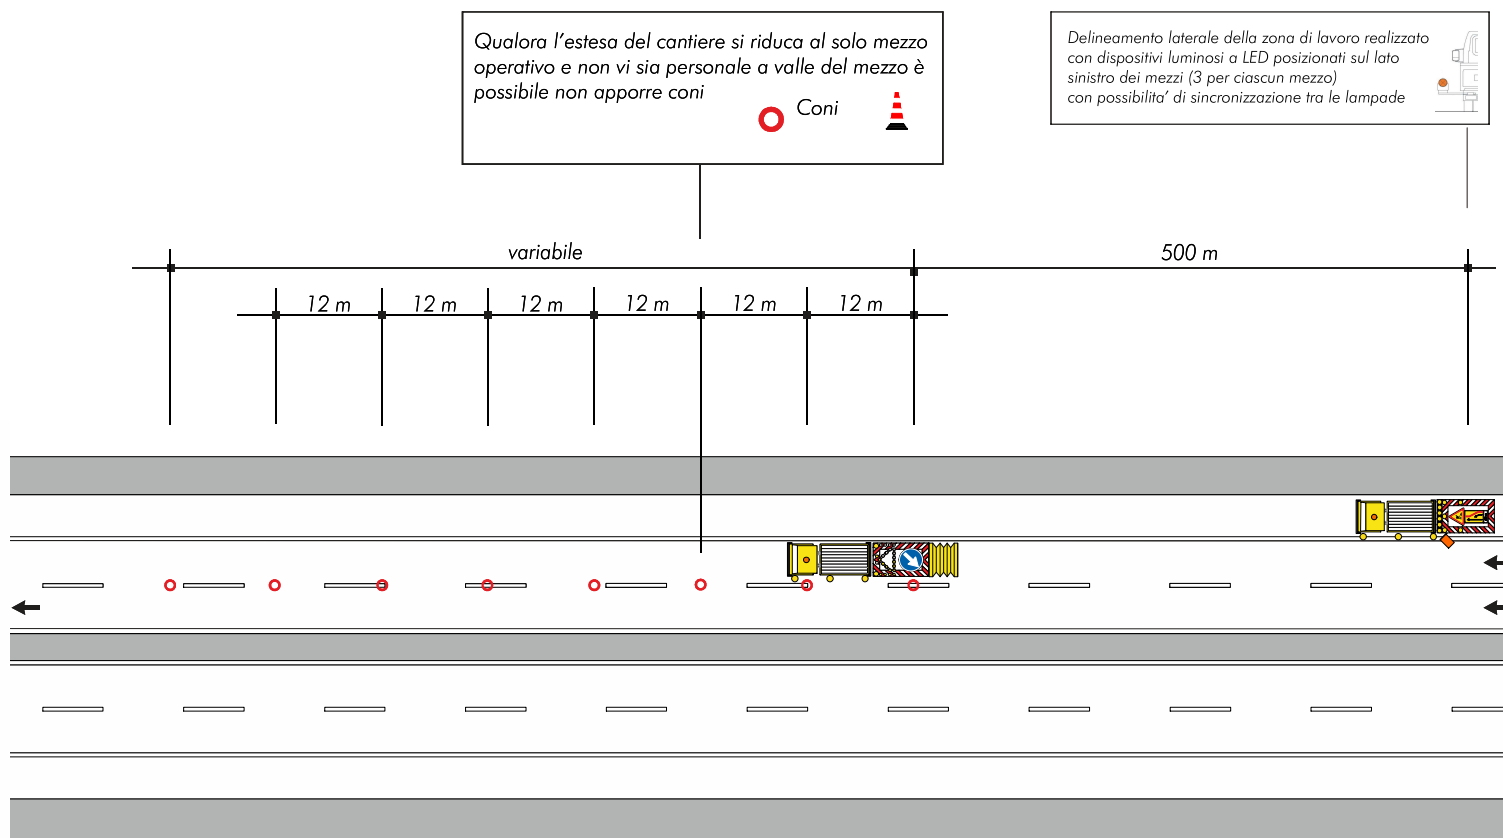 Qualora l'estesa del cantiere si riduca al solo mezzo
operativo e non vi sia personale a valle del mezzo è
possibile non apporre coni
Coni
Delineamento laterale della zona di lavoro realizzato
con dispositivi luminosi a LED posizionati sul lato
sinistro dei mezzi (3 per ciascun mezzo)
con possibilita' di sincronizzazione tra le lampade
variabile
500 m
12 m
12 m
12 m
12 m
12 m
12 m